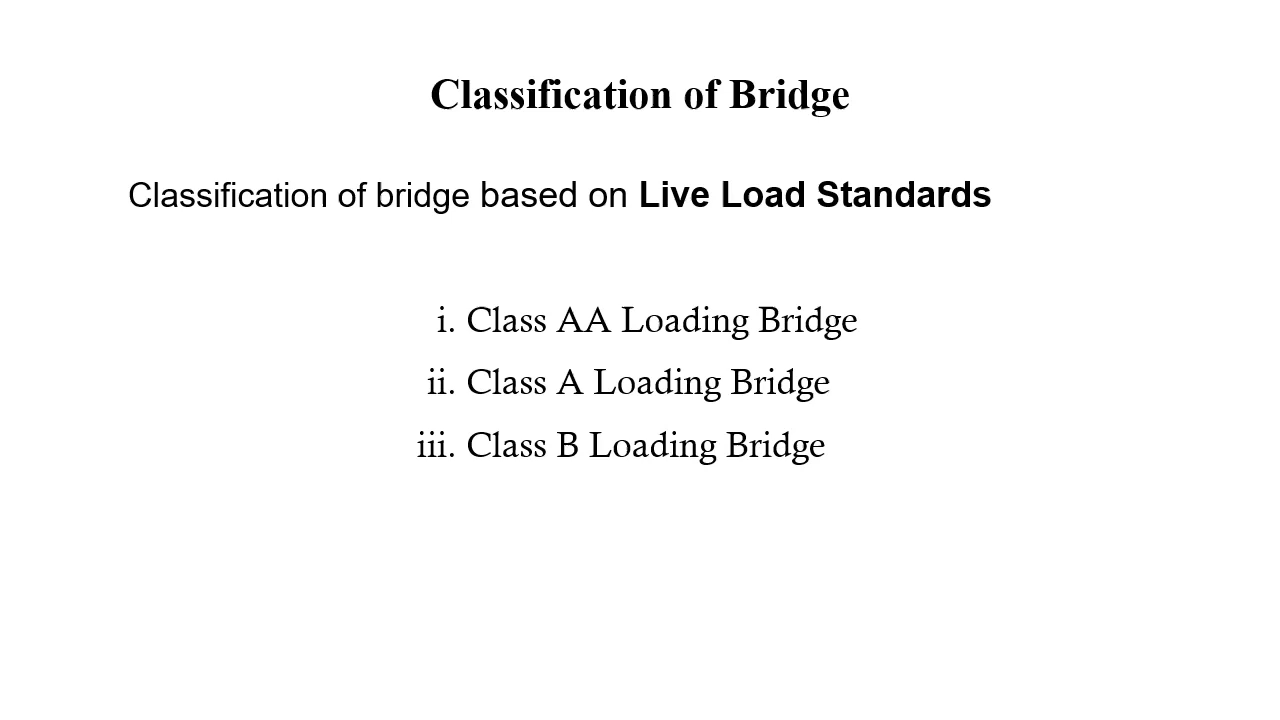 Classification of Bridge
Classification of bridge based on Live Load Standards
i. Class AA Loading Bridge
ii. Class A Loading Bridge
iii. Class B Loading Bridge